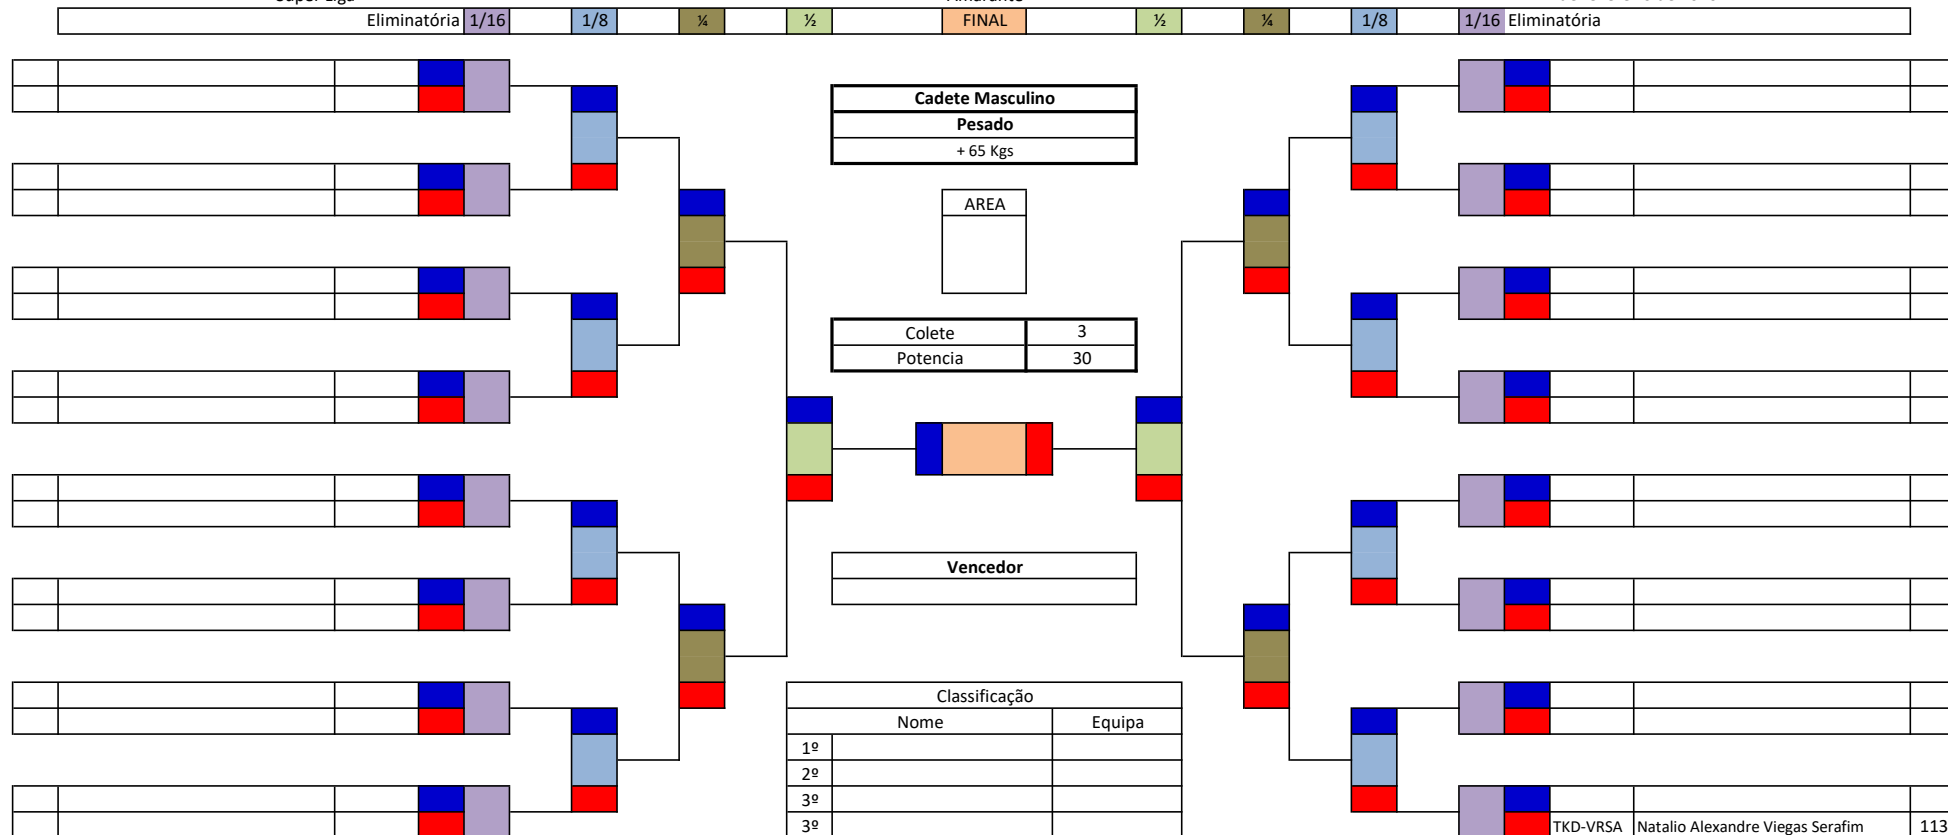 Eliminatória 1/16 1/8 ¼ ½ FINAL ½ ¼ 1/8 1/16 Eliminatória
Cadete Masculino
Pesado
+ 65 Kgs
AREA
Colete 3
Potencia 30
Vencedor
Classificação
Nome Equipa
1º
2º
3º
3º
TKD-VRSA Natalio Alexandre Viegas Serafim 113